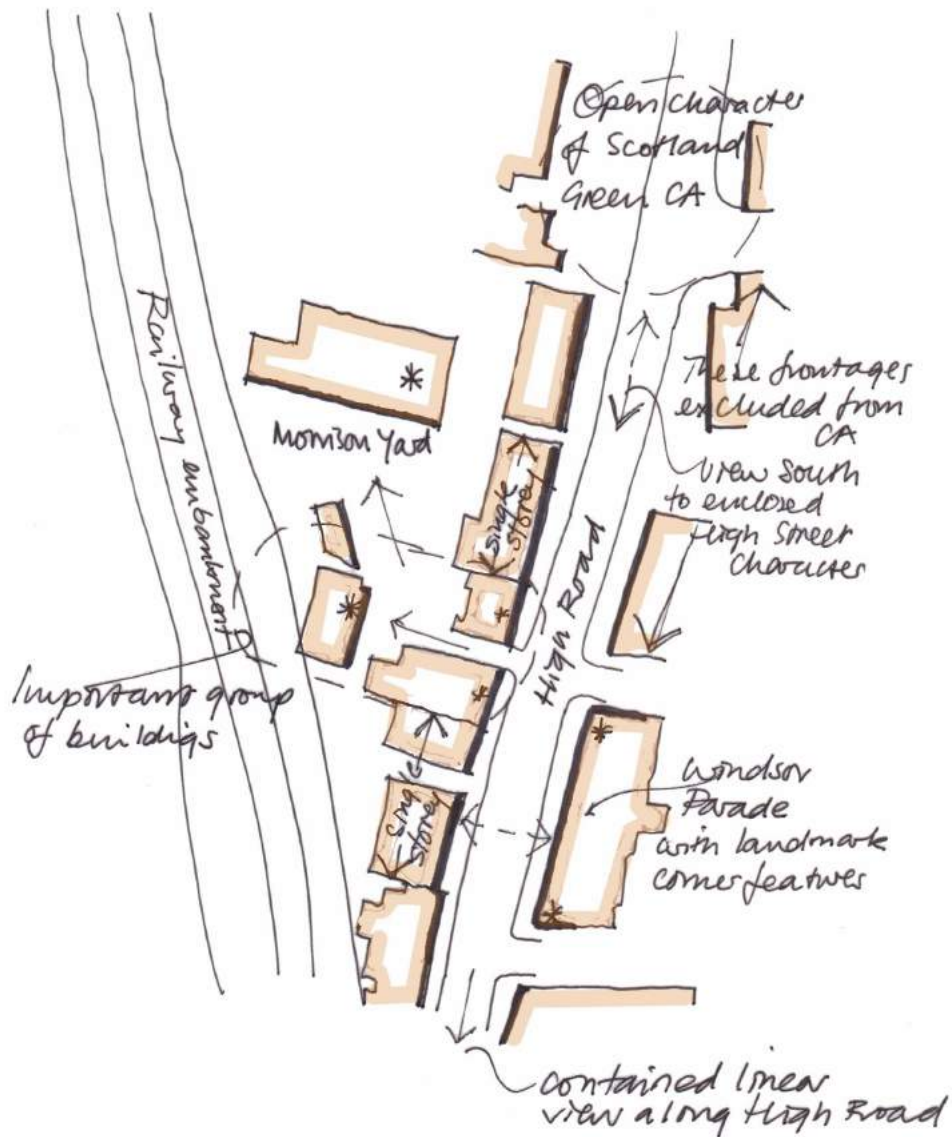 Open character
of Scotland
Green CA
Railway embankment
These frontages
excluded from
CA
Morrison Yard
View South
to enclosed
High Street
Character
Single
Storey
High Road
Important group
of buildigs
Single
Storey
Windsor
Parade
with landmark
corner features
contained linear
view along High Road